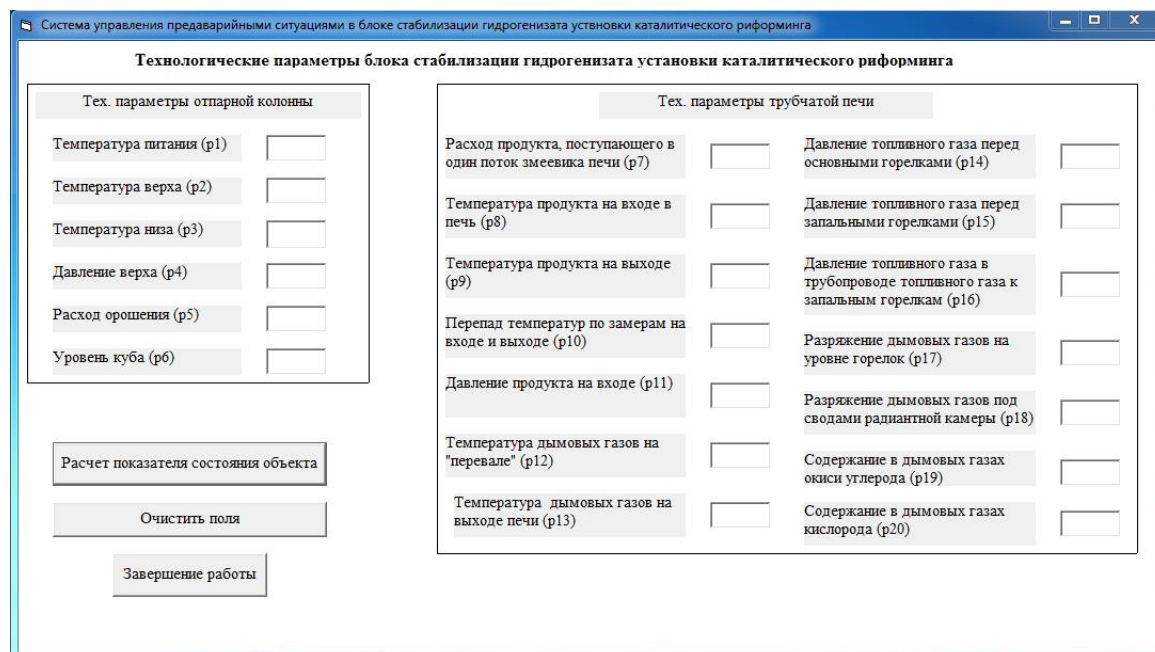 Система управления предаварийными ситуациями в блоке стабилизации гидрогенизата уствновки каталитического риформинга
Технологические параметры блока стабилизации гидрогенизата установки каталитического риформинга
Тех. параметры отпарной колонны
Температура питания (p1)
Температура верха (p2)
Температура низа (p3)
Давление верха (p4)
Расход орошения (p5)
Уровень куба (p6)
Расчет показателя состояния объекта
Очистить поля
Завершение работы
Тех. параметры трубчатой печи
Расход продукта, поступающего в
один поток змеевика печи (p7)
Температура продукта на входе в
печь (p8)
Температура продукта на выходе
(p9)
Перепад температур по замерам на
входе и выходе (p10)
Давление продукта на входе (p11)
Температура дымовых газов на
"перевале" (p12)
Температура дымовых газов на
выходе печи (p13)
Давление топливного газа перед
основными горелками (p14)
Давление топливного газа перед
запальными горелками (p15)
Давление топливного газа в
трубопроводе топливного газа к
запальным горелкам (p16)
Разряжение дымовых газов на
уровне горелок (p17)
Разряжение дымовых газов под
сводами радиантной камеры (p18)
Содержание в дымовых газах
окиси углерода (p19)
Содержание в дымовых газах
кислорода (p20)